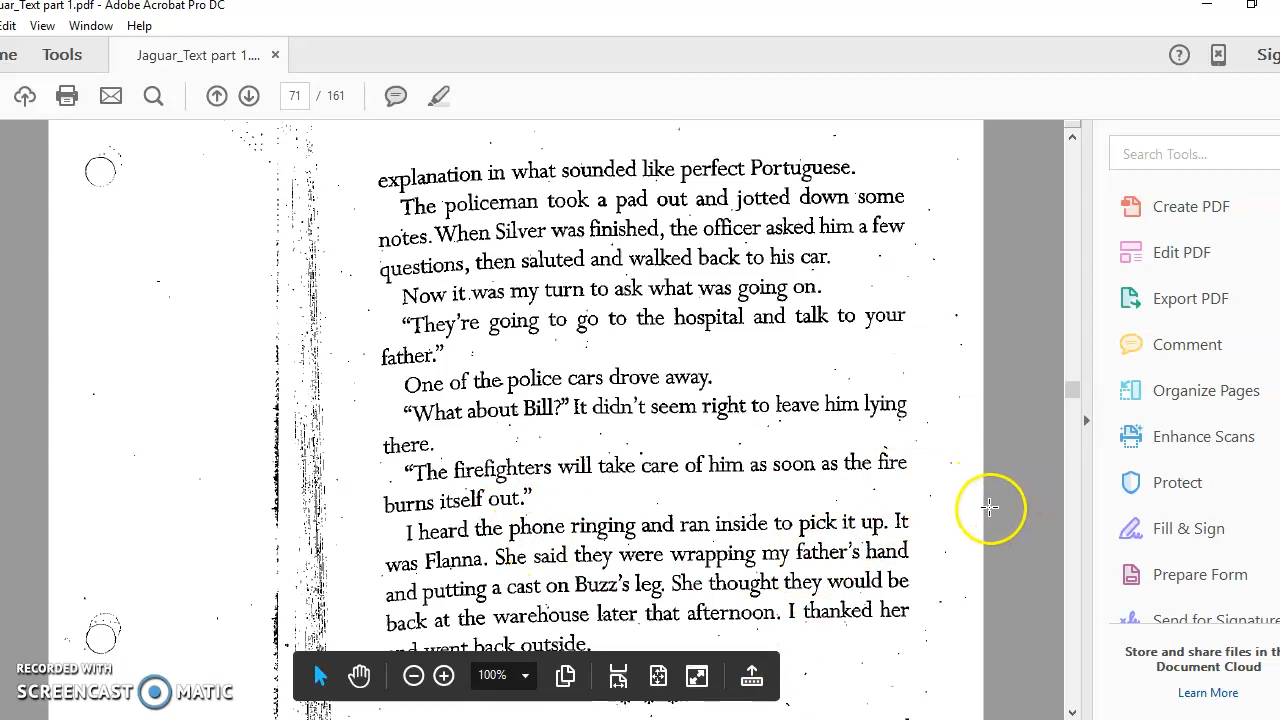 uar_Text part 1.pdf - Adobe Acrobat Pro DC
Edit View Window Help
me Tools Jaguar_Text part 1.... ×
? Sig
71 / 161
Search Tools...
explanation in what sounded like perfect Portuguese.
The policeman took a pad out and jotted down some
notes. When Silver was finished, the officer asked him a few
questions, then saluted and walked back to his car.
Now it was my turn to ask what was going on.
“They’re going to go to the hospital and talk to your
father.”
One of the police cars drove away.
“What about Bill?” It didn’t seem right to leave him lying
there.
“The firefighters will take care of him as soon as the fire
burns itself out.”
I heard the phone ringing and ran inside to pick it up. It
was Flanna. She said they were wrapping my father’s hand
and putting a cast on Buzz’s leg. She thought they would be
back at the warehouse later that afternoon. I thanked her
and went back outside.
Create PDF
Edit PDF
Export PDF
Comment
Organize Pages
Enhance Scans
Protect
Fill & Sign
Prepare Form
Send for Signature
Store and share files in the
Document Cloud
Learn More
100%
RECORDED WITH
SCREENCAST MATIC